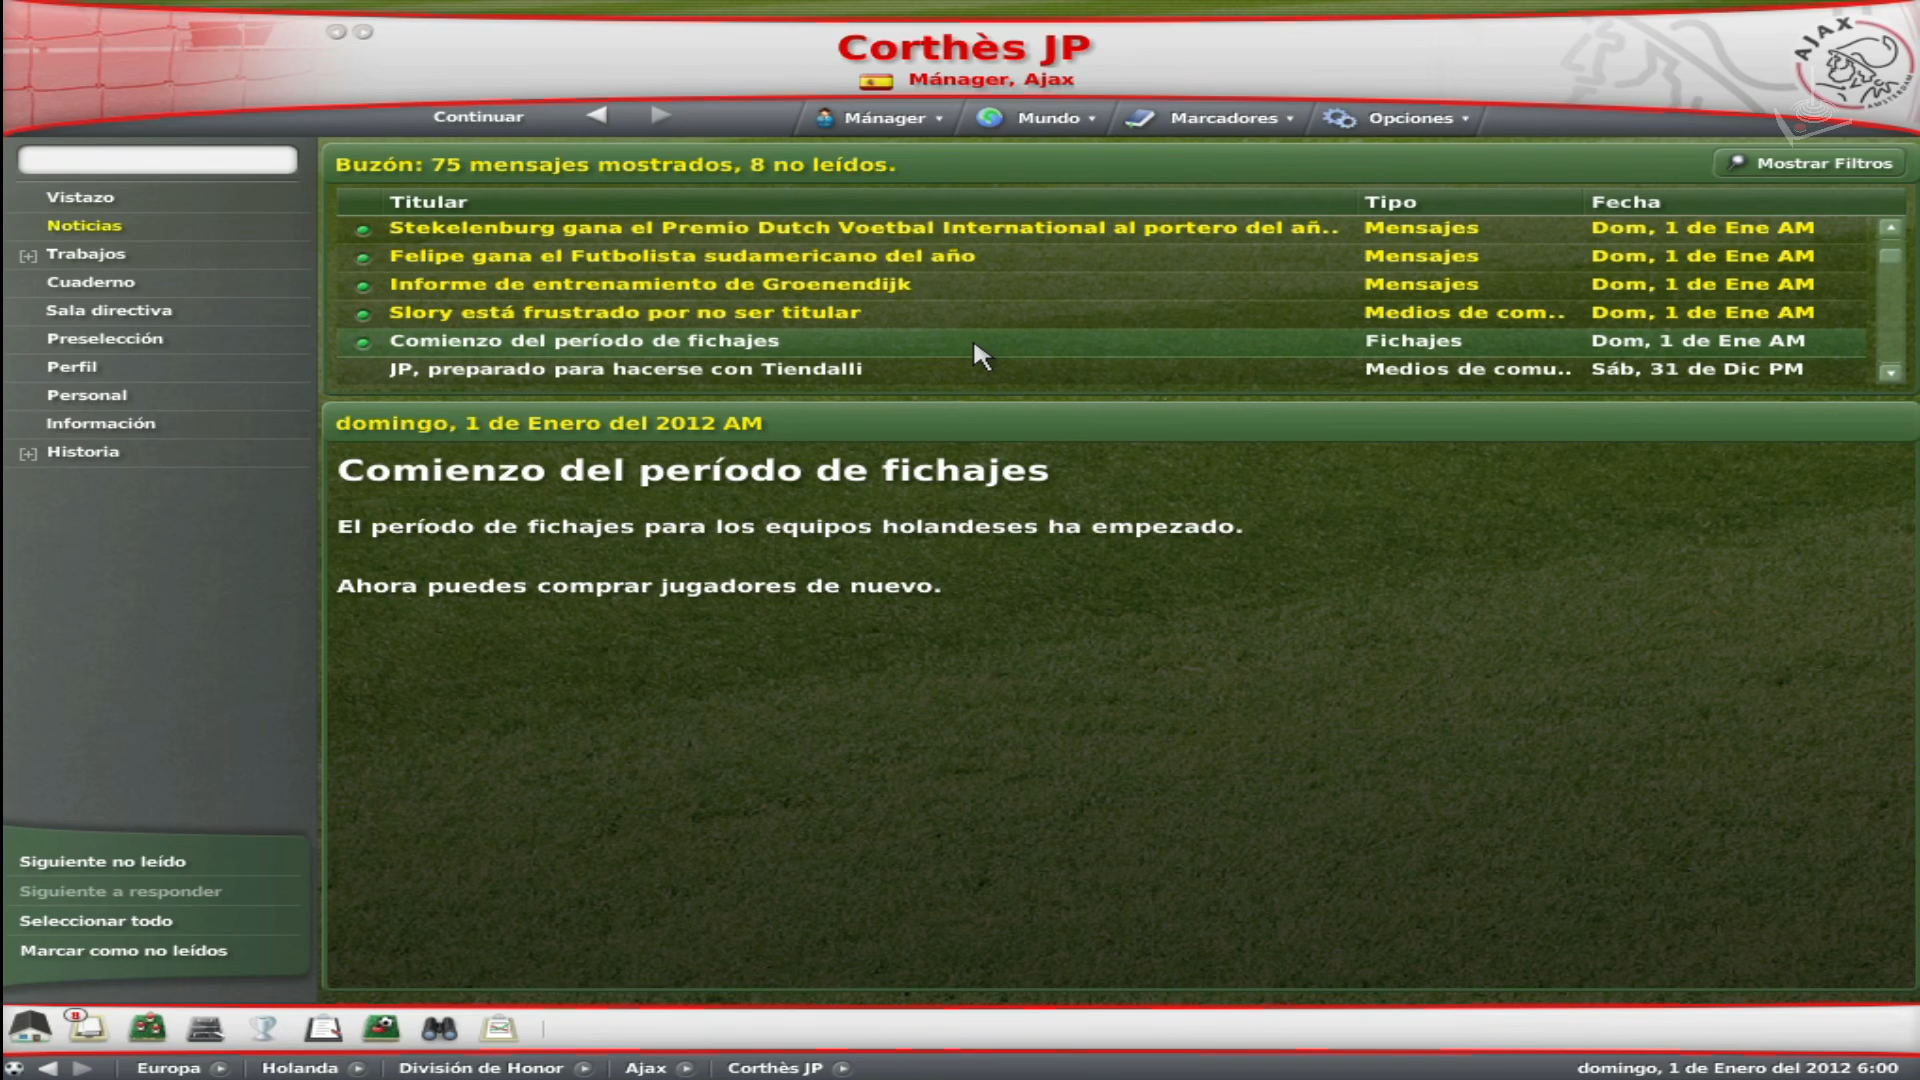 Corthès JP
Mánager, Ajax
AJAX
AMSTERDAM
Continuar
Mánager
Mundo
Marcadores
Opciones
Buzón: 75 mensajes mostrados, 8 no leídos.
Mostrar Filtros
Vistazo
Noticias
[+] Trabajos
Cuaderno
Sala directiva
Preselección
Perfil
Personal
Información
[+] Historia
Titular Tipo Fecha
Stekelenburg gana el Premio Dutch Voetbal International al portero del añ.. Mensajes Dom, 1 de Ene AM
Felipe gana el Futbolista sudamericano del año Mensajes Dom, 1 de Ene AM
Informe de entrenamiento de Groenendijk Mensajes Dom, 1 de Ene AM
Slory está frustrado por no ser titular Medios de com.. Dom, 1 de Ene AM
Comienzo del período de fichajes Fichajes Dom, 1 de Ene AM
JP, preparado para hacerse con Tiendalli Medios de comu.. Sáb, 31 de Dic PM
domingo, 1 de Enero del 2012 AM
Comienzo del período de fichajes
El período de fichajes para los equipos holandeses ha empezado.
Ahora puedes comprar jugadores de nuevo.
Siguiente no leído
Siguiente a responder
Seleccionar todo
Marcar como no leídos
8
Europa
Holanda
División de Honor
Ajax
Corthès JP
domingo, 1 de Enero del 2012 6:00